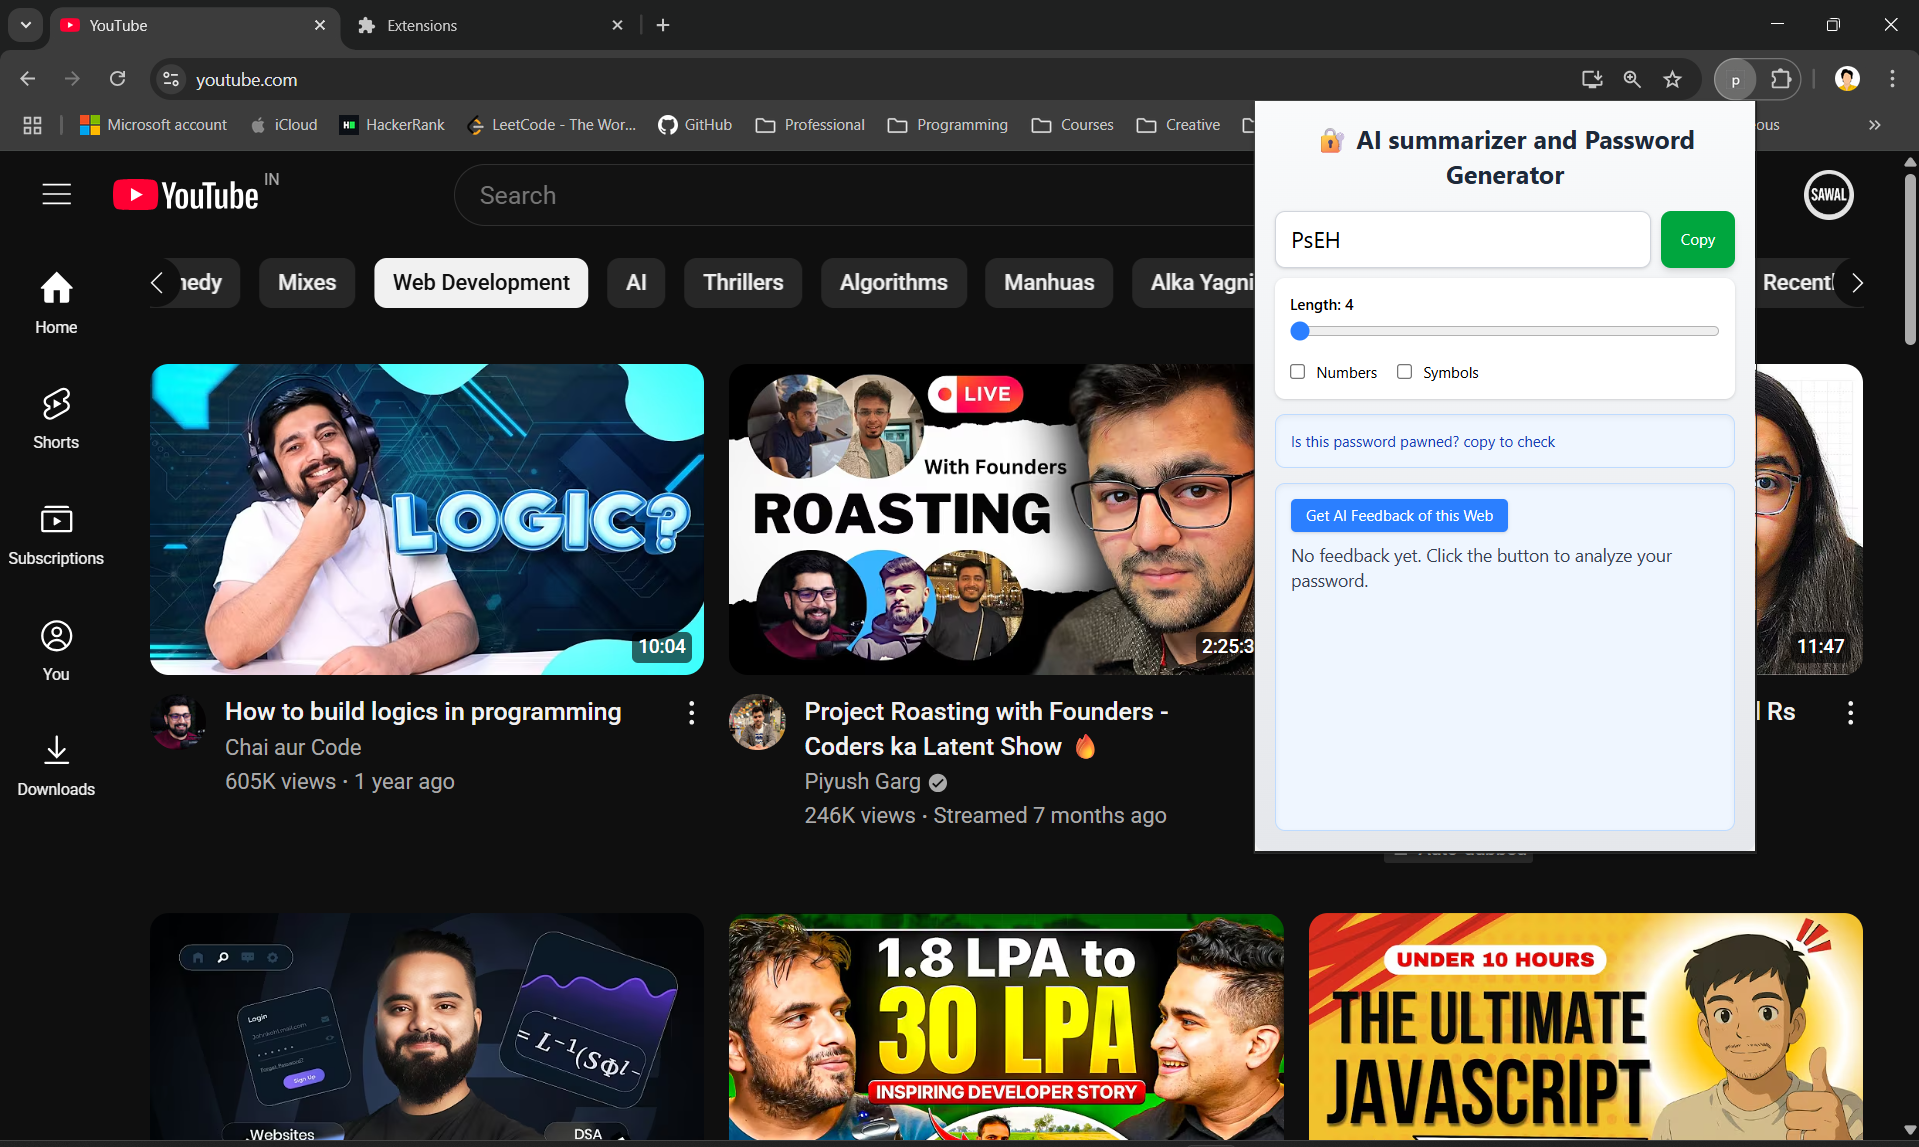 YouTube
Extensions
youtube.com
p
Microsoft account
iCloud
HackerRank
LeetCode - The Wor...
GitHub
Professional
Programming
Courses
Creative
ous
YouTube IN
Search
SAWAL
nedy
Mixes
Web Development
AI
Thrillers
Algorithms
Manhuas
Alka Yagni
Recentl
Home
Shorts
Subscriptions
You
Downloads
🔐 AI summarizer and Password
Generator
PsEH
Copy
Length: 4
Numbers
Symbols
Is this password pawned? copy to check
Get AI Feedback of this Web
No feedback yet. Click the button to analyze your
password.
LOGIC?
10:04
LIVE
With Founders
ROASTING
2:25:3
11:47
How to build logics in programming
Chai aur Code
605K views · 1 year ago
Project Roasting with Founders -
Coders ka Latent Show 🔥
Piyush Garg
246K views · Streamed 7 months ago
l Rs
Login
Sign Up
Websites
DSA
1.8 LPA to
30 LPA
INSPIRING DEVELOPER STORY
UNDER 10 HOURS
THE ULTIMATE
JAVASCRIPT